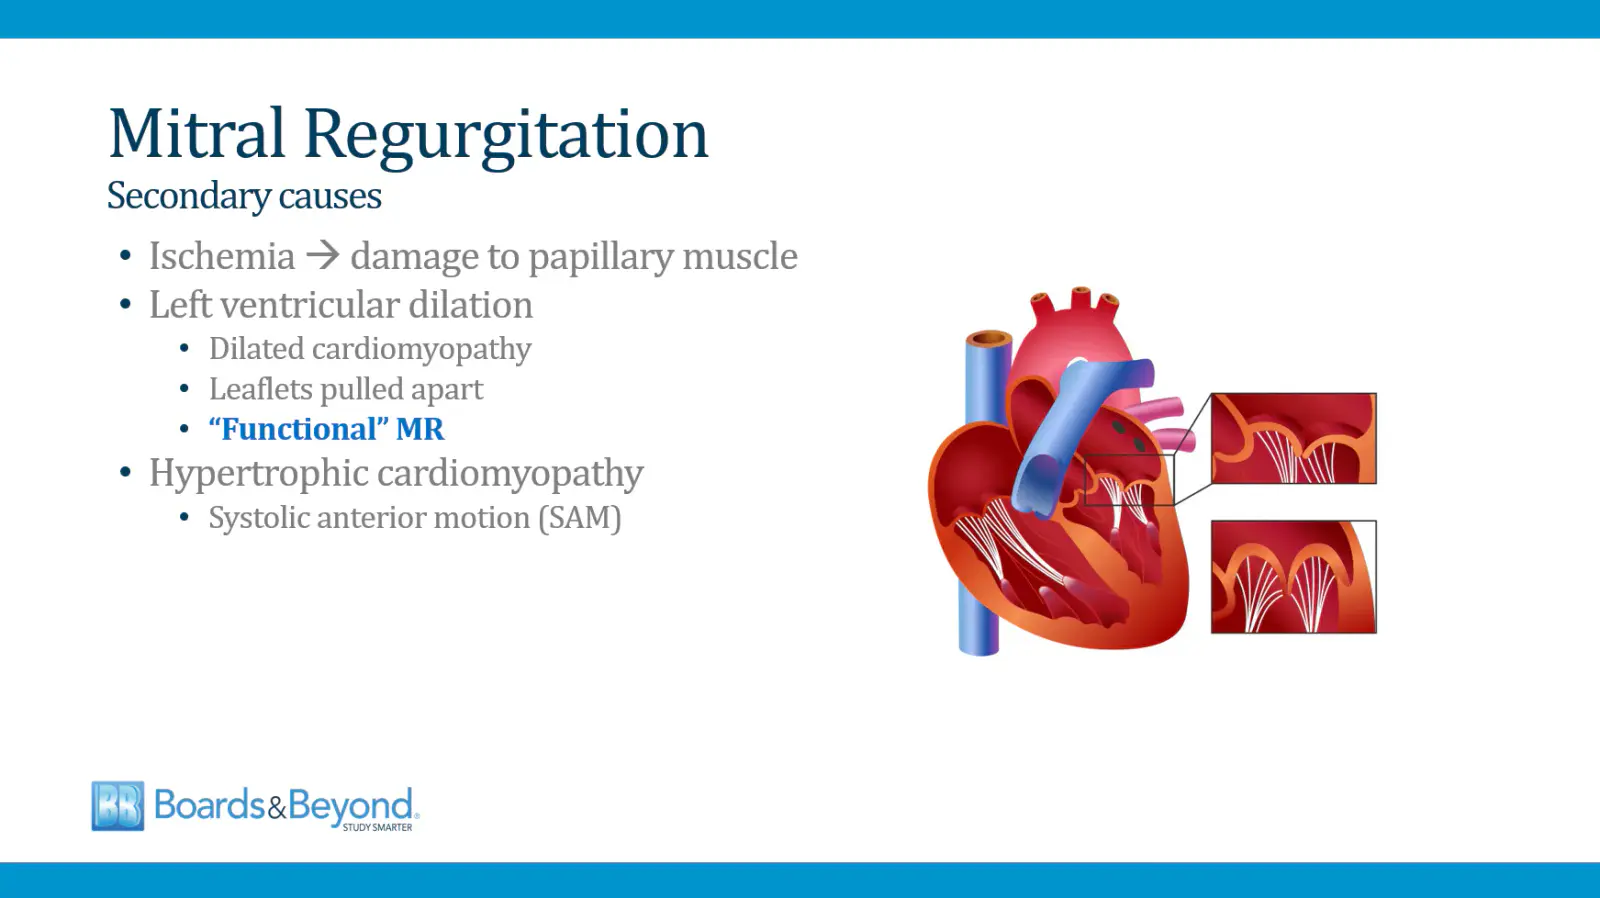 Mitral Regurgitation
Secondary causes
• Ischemia → damage to papillary muscle
• Left ventricular dilation
• Dilated cardiomyopathy
• Leaflets pulled apart
• “Functional” MR
• Hypertrophic cardiomyopathy
• Systolic anterior motion (SAM)
BB Boards&Beyond®
STUDY SMARTER